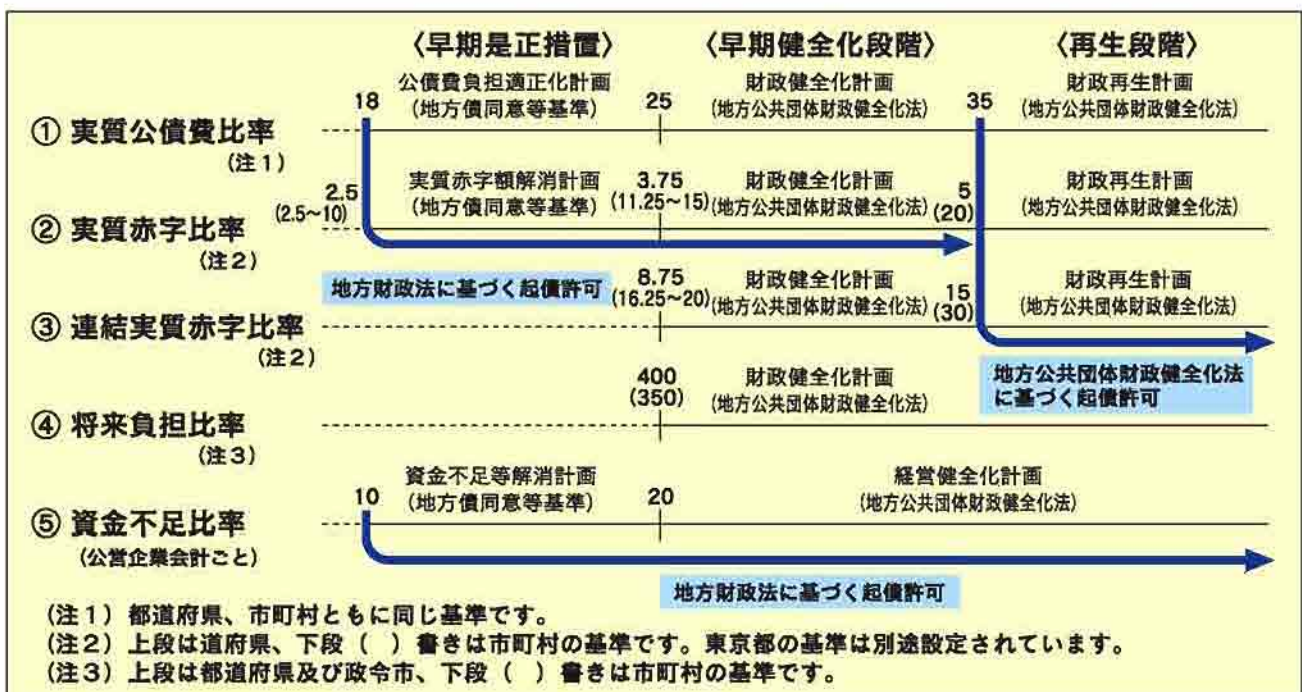 〈早期是正措置〉 〈早期健全化段階〉 〈再生段階〉
公債費負担適正化計画 財政健全化計画 財政再生計画
18 (地方債同意等基準) 25 (地方公共団体財政健全化法) 35 (地方公共団体財政健全化法)
① 実質公債費比率
(注1)
2.5 実質赤字額解消計画 3.75 財政健全化計画 5 財政再生計画
(2.5~10) (地方債同意等基準) (11.25~15) (地方公共団体財政健全化法) (20) (地方公共団体財政健全化法)
② 実質赤字比率
(注2)
地方財政法に基づく起債許可
8.75 財政健全化計画 15 財政再生計画
(16.25~20) (地方公共団体財政健全化法) (30) (地方公共団体財政健全化法)
③ 連結実質赤字比率
(注2)
地方公共団体財政健全化法
に基づく起債許可
400 財政健全化計画
(350) (地方公共団体財政健全化法)
④ 将来負担比率
(注3)
資金不足等解消計画 経営健全化計画
10 (地方債同意等基準) 20 (地方公共団体財政健全化法)
⑤ 資金不足比率
(公営企業会計ごと)
地方財政法に基づく起債許可
(注1) 都道府県、市町村ともに同じ基準です。
(注2) 上段は道府県、下段( )書きは市町村の基準です。東京都の基準は別途設定されています。
(注3) 上段は都道府県及び政令市、下段( )書きは市町村の基準です。